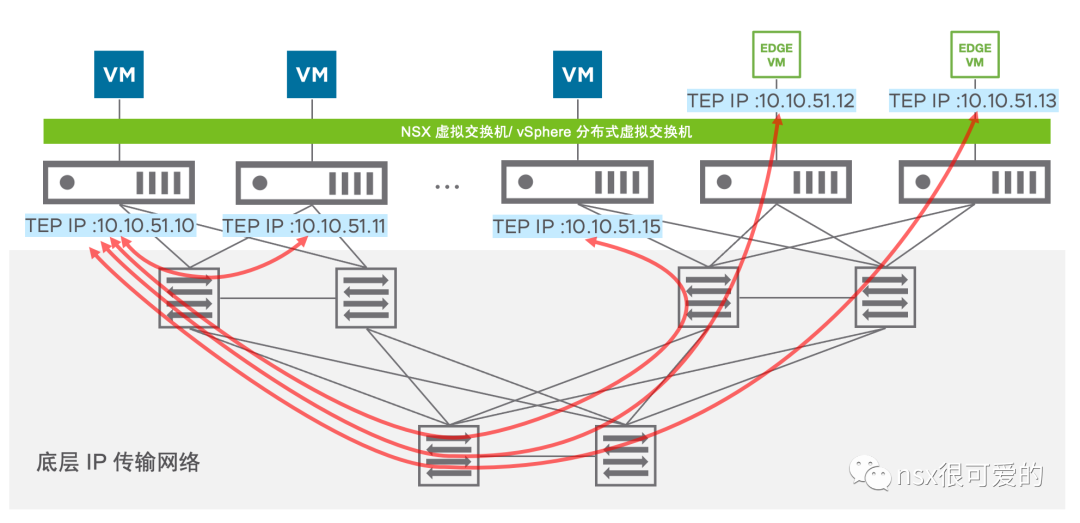 VM
VM
VM
EDGE
VM
EDGE
VM
TEP IP :10.10.51.12
TEP IP :10.10.51.13
NSX 虚拟交换机/ vSphere 分布式虚拟交换机
...
TEP IP :10.10.51.10
TEP IP :10.10.51.11
TEP IP :10.10.51.15
底层 IP 传输网络
nsx很可爱的